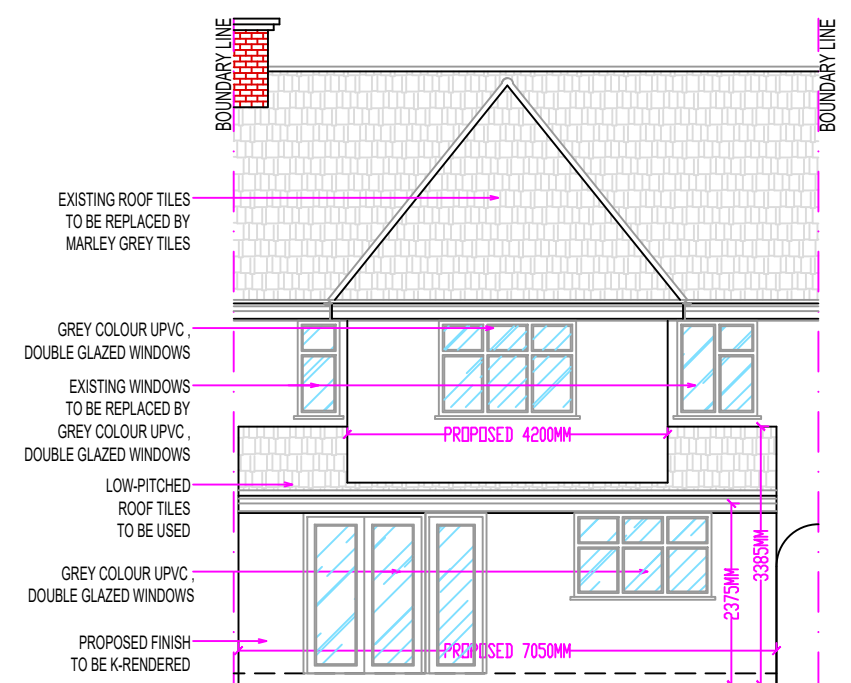 BOUNDARY LINE
BOUNDARY LINE
EXISTING ROOF TILES
TO BE REPLACED BY
MARLEY GREY TILES
GREY COLOUR UPVC ,
DOUBLE GLAZED WINDOWS
EXISTING WINDOWS
TO BE REPLACED BY
GREY COLOUR UPVC ,
DOUBLE GLAZED WINDOWS
PROPOSED 4200MM
LOW-PITCHED
ROOF TILES
TO BE USED
3385MM
2375MM
GREY COLOUR UPVC ,
DOUBLE GLAZED WINDOWS
PROPOSED FINISH
TO BE K-RENDERED
PROPOSED 7050MM